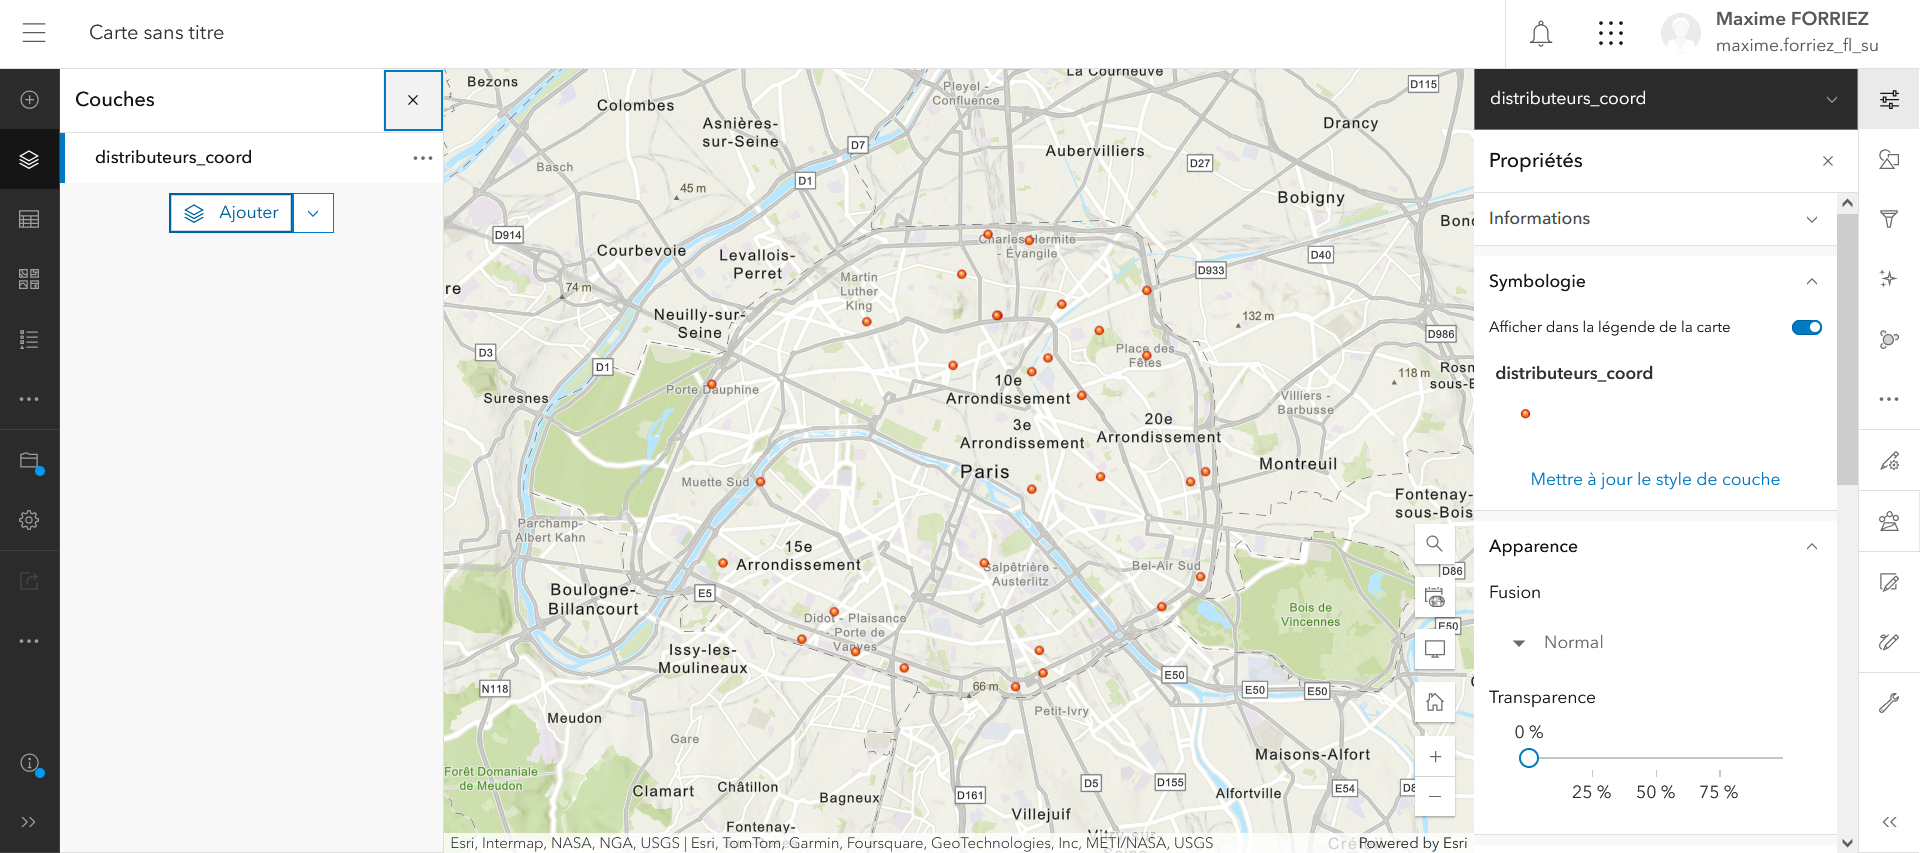 Carte sans titre
Maxime FORRIEZ
maxime.forriez_fl_su
Couches
distributeurs_coord
Ajouter
Bezons
Colombes
Asnières-
sur-Seine
Basch
D7
D1
45 m
Pleyel -
Confluence
La Courneuve
D115
Drancy
Aubervilliers
D27
Bobigny
D914
Courbevoie
Levallois-
Perret
Charles Hermite
- Évangile
D40
D933
Martin
Luther
King
74 m
re
Neuilly-sur-
Seine
132 m
D986
D3
D1
Place des
Fêtes
118 m
Porte Dauphine
10e
Arrondissement
Suresnes
Villiers -
Barbusse
3e
Arrondissement
20e
Arrondissement
Paris
Montreuil
Muette Sud
Fontenay-
sous-Bois
Parchamp-
Albert Kahn
15e
Arrondissement
Salpêtrière -
Austerlitz
Bel-Air Sud
D86
Boulogne-
Billancourt
E5
Didot - Plaisance
- Porte de
Vanves
Bois de
Vincennes
E50
Issy-les-
Moulineaux
N118
66 m
E50
E50
E50
Meudon
Petit-Ivry
Gare
Maisons-Alfort
Forêt Domaniale
de Meudon
Clamart
Châtillon
Bagneux
D161
D5
D155
E54
Alfortville
Villejuif
Fontenay-
Esri, Intermap, NASA, NGA, USGS | Esri, TomTom, Garmin, Foursquare, GeoTechnologies, Inc, METI/NASA, USGS
Powered by Esri
distributeurs_coord
Propriétés
Informations
Symbologie
Afficher dans la légende de la carte
distributeurs_coord
Mettre à jour le style de couche
Apparence
Fusion
Normal
Transparence
0 %
25 %
50 %
75 %